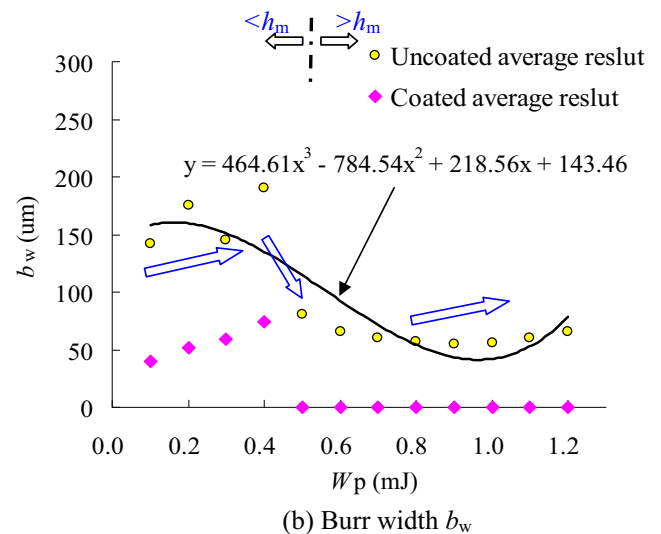 <hm >hm
300
Uncoated average reslut
250
Coated average reslut
200
y = 464.61x³ - 784.54x² + 218.56x + 143.46
150
100
50
0
bw (um)
0.0 0.2 0.4 0.6 0.8 1.0 1.2
Wp (mJ)
(b) Burr width bw